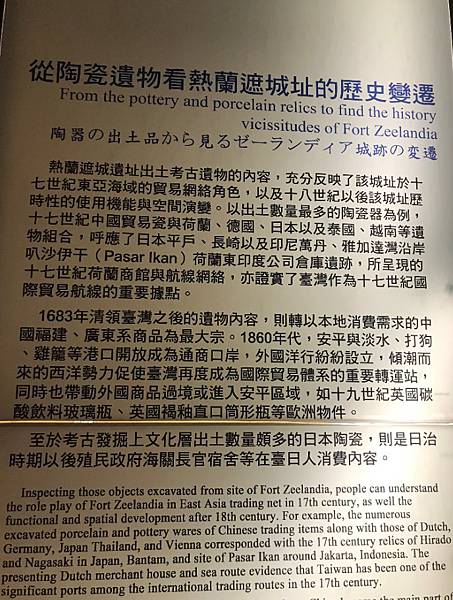 從陶瓷遺物看熱蘭遮城址的歷史變遷
From the pottery and porcelain relics to find the history
vicissitudes of Fort Zeelandia
陶器の出土品から見るゼーランディア城跡の変遷
熱蘭遮城遺址出土考古遺物的內容，充分反映了該城址於十
七世紀東亞海域的貿易網絡角色，以及十八世紀以後該城址歷
時性的使用機能與空間演變。以出土數量最多的陶瓷器為例，
十七世紀中國貿易瓷與荷蘭、德國、日本以及泰國、越南等遺
物組合，呼應了日本平戶、長崎以及印尼萬丹、雅加達灣沿岸
叭沙伊干（Pasar Ikan）荷蘭東印度公司倉庫遺跡，所呈現的
十七世紀荷蘭商館與航線網絡，亦證實了臺灣作為十七世紀國
際貿易航線的重要據點。
1683年清領臺灣之後的遺物內容，則轉以本地消費需求的中
國福建、廣東系商品為最大宗。1860年代，安平與淡水、打狗
、雞籠等港口開放成為通商口岸，外國洋行紛紛設立，傾潮而
來的西洋勢力促使臺灣再度成為國際貿易體系的重要轉運站，
同時也帶動外國商品過境或進入安平區域，如十九世紀英國碳
酸飲料玻璃瓶、英國褐釉直口筒形瓶等歐洲物件。
至於考古發掘上文化層出土數量頗多的日本陶瓷，則是日治
時期以後殖民政府海關長官宿舍等在臺日人消費內容。
Inspecting those objects excavated from site of Fort Zeelandia, people can understand
the role play of Fort Zeelandia in East Asia trading net in 17th century, as well the
functional and spatial development after 18th century. For example, the numerous
excavated porcelain and pottery wares of Chinese trading items along with those of Dutch,
Germany, Japan Thailand, and Vienna corresponded with the 17th century relics of Hirado
and Nagasaki in Japan, Bantam, and site of Pasar Ikan around Jakarta, Indonesia. The
presenting Dutch merchant house and sea route evidence that Taiwan has been one of the
significant ports among the international trading routes in the 17th century.